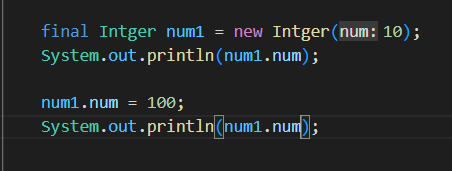 final Intger num1 = new Intger(num: 10);
System.out.println(num1.num);
num1.num = 100;
System.out.println(num1.num);